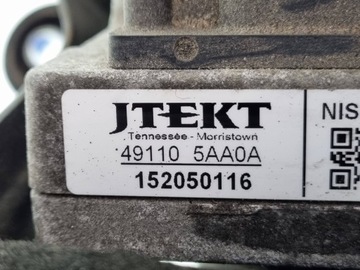 JTEKT
NIS
Tennessee - Morristown
49110 5AA0A
152050116